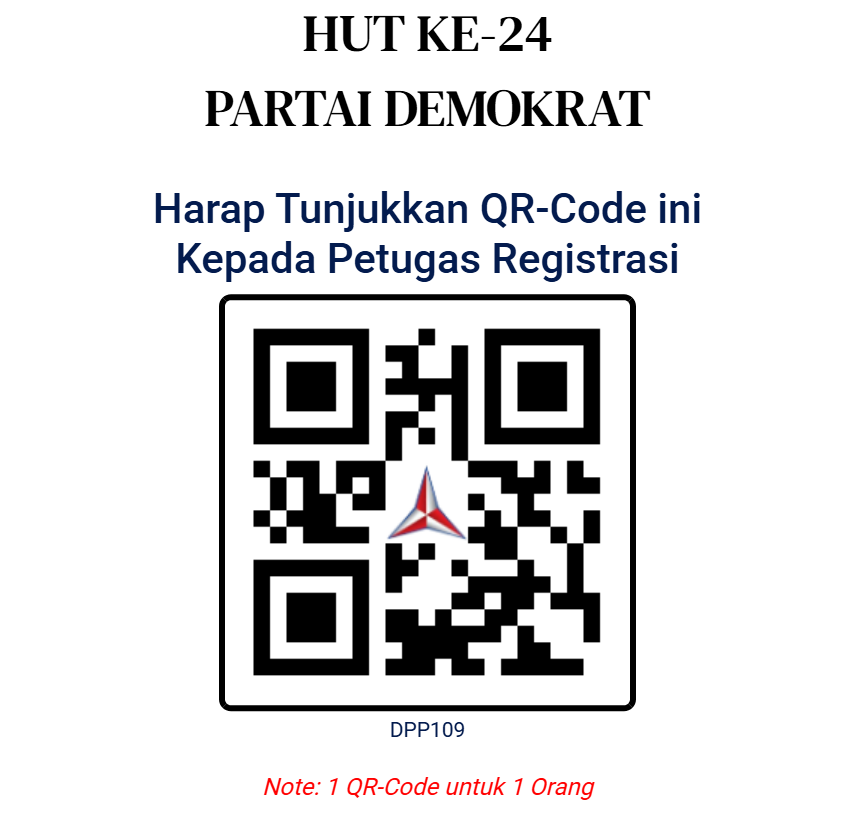 HUT KE-24
PARTAI DEMOKRAT
Harap Tunjukkan QR-Code ini
Kepada Petugas Registrasi
DPP109
Note: 1 QR-Code untuk 1 Orang